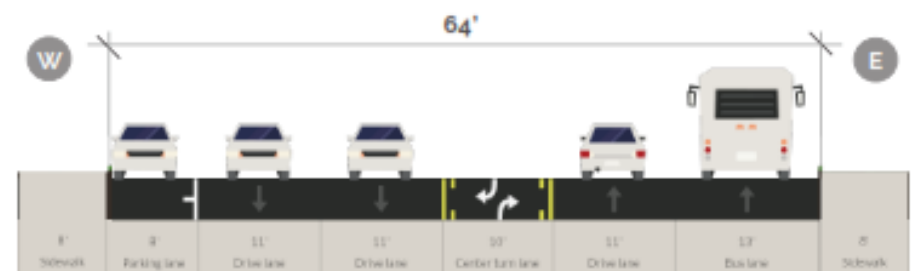 64'
W
E
8' 8' 11' 11' 10' 11' 13' 8'
Sidewalk Parking lane Drive lane Drive lane Center turn lane Drive lane Bus lane Sidewalk